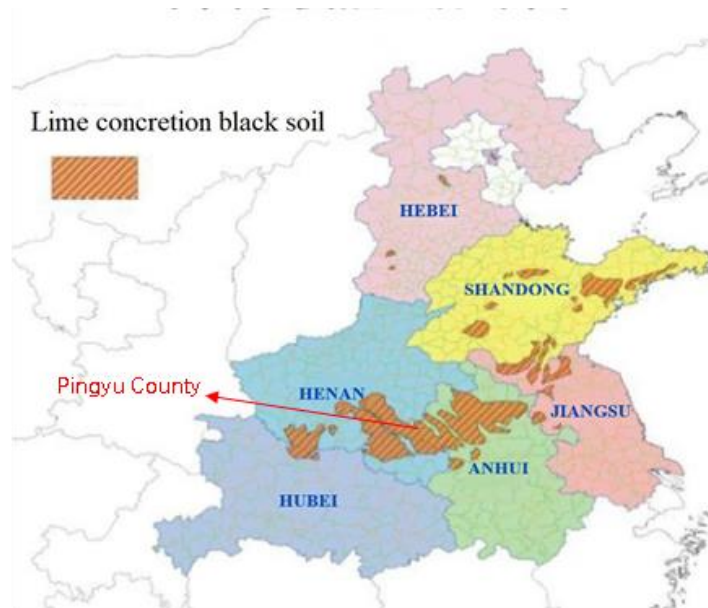 Lime concretion black soil
HEBEI
SHANDONG
Pingyu County
HENAN
JIANGSU
ANHUI
HUBEI